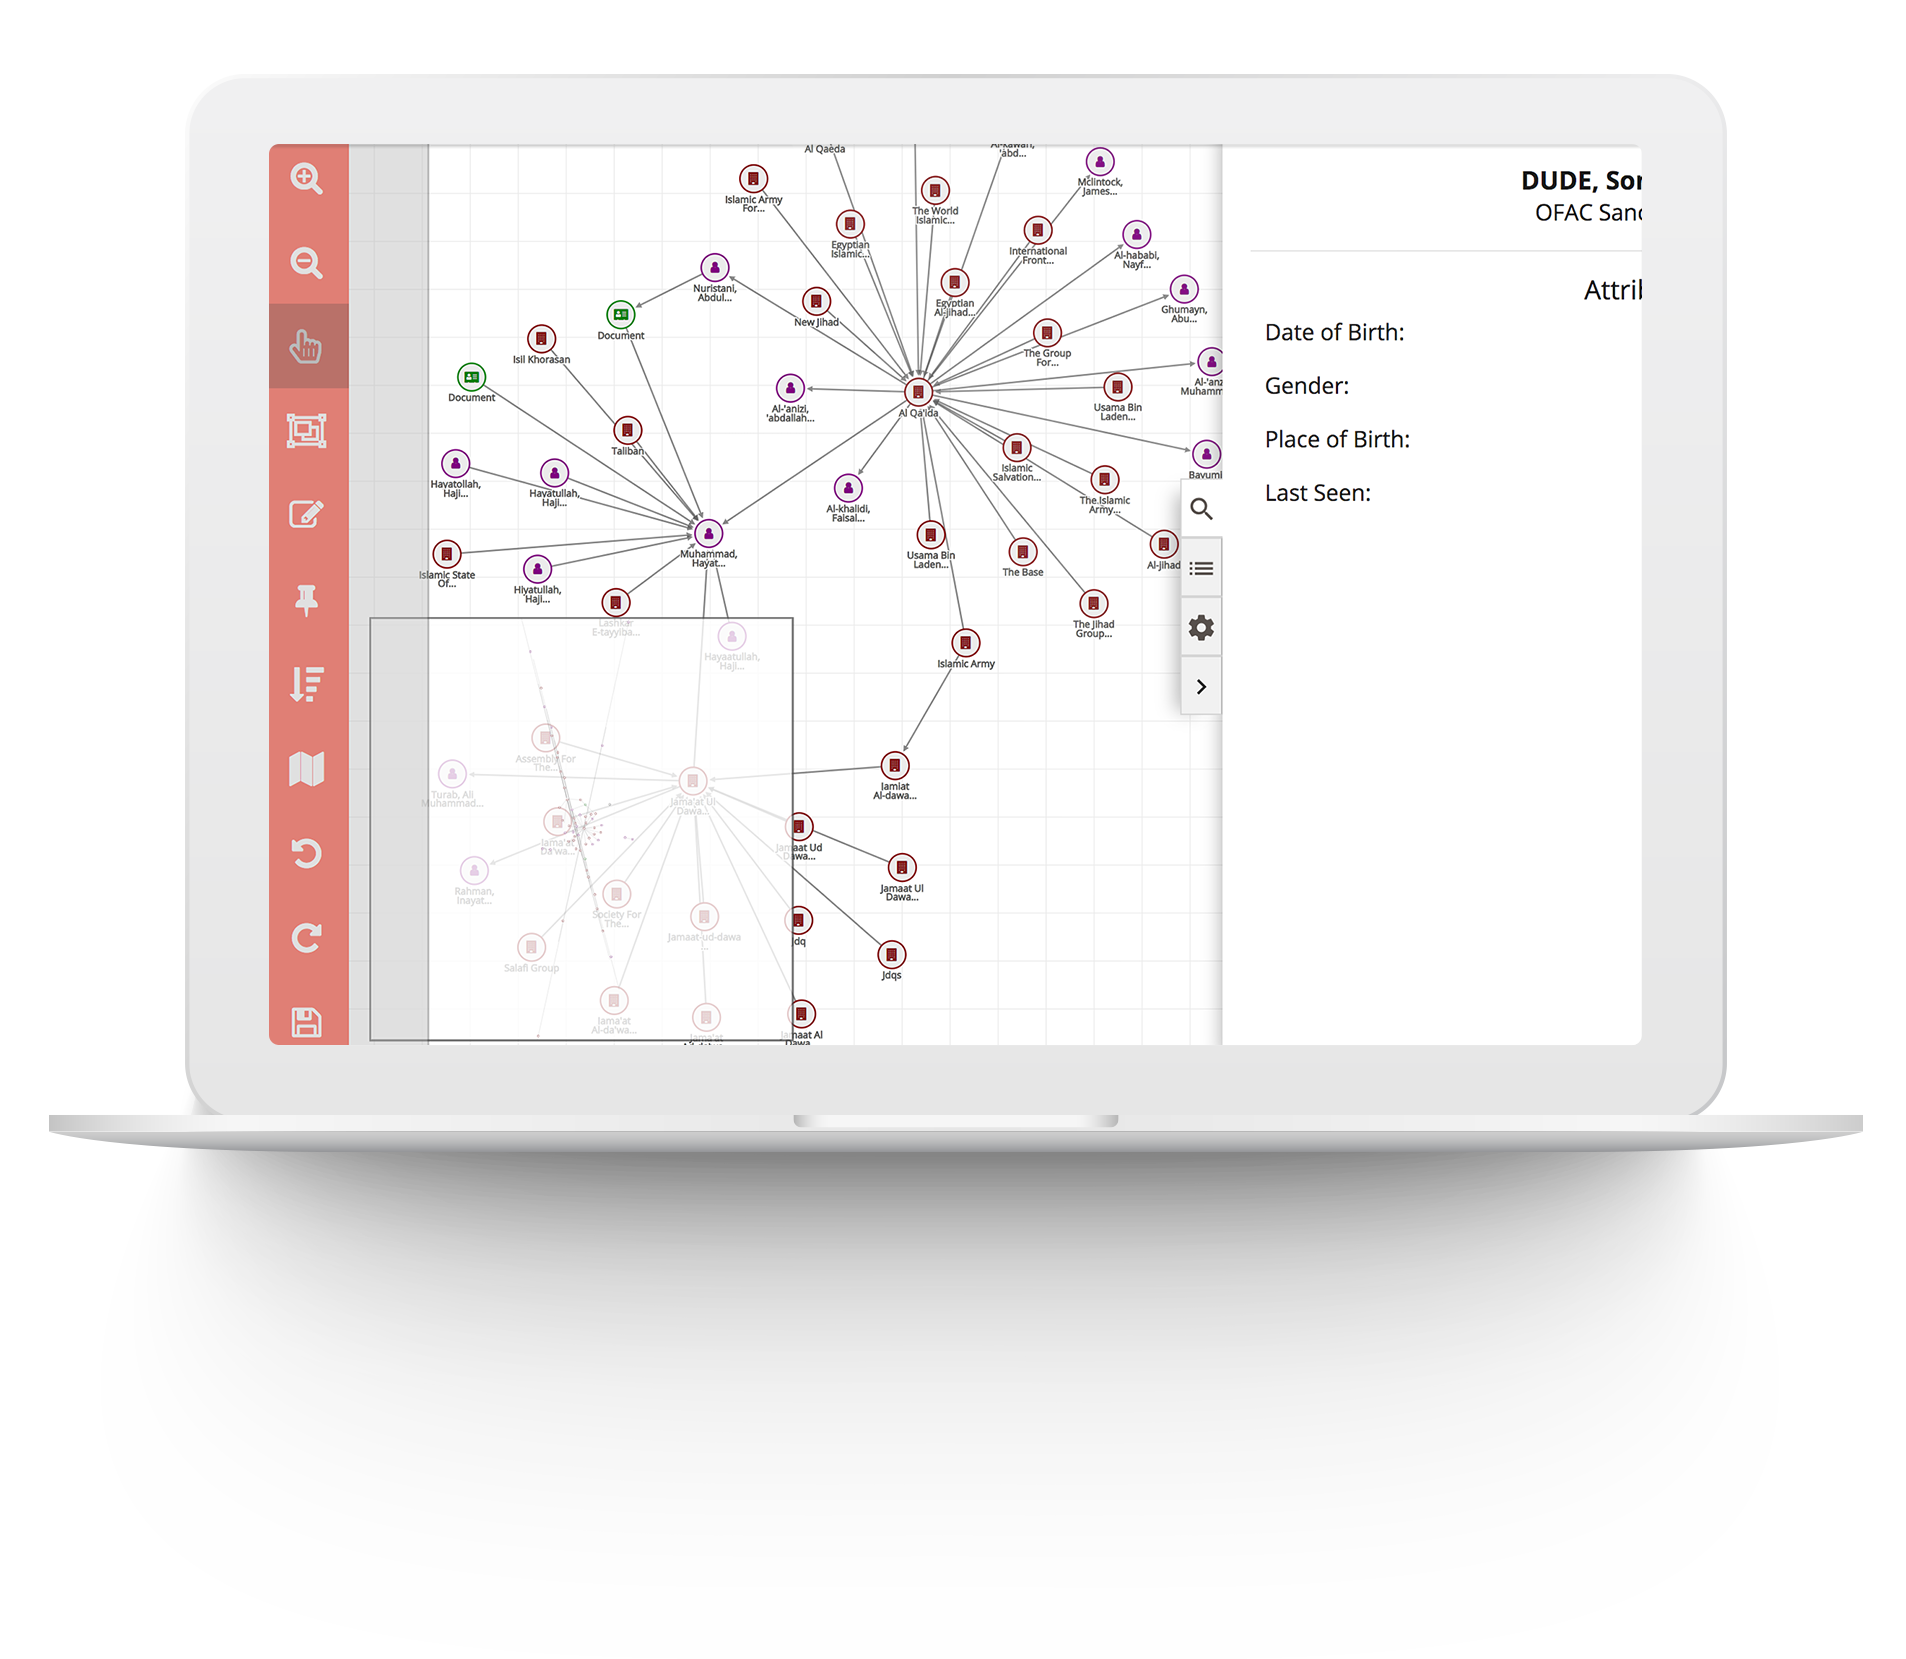 Al Qaeda
Al-kawari,
'abd...
Mclintock,
James...
Islamic Army
For...
The World
Islamic...
Egyptian
Islamic...
International
Front...
Al-hababi,
Nayf...
Nuristani,
Abdul...
Egyptian
Al-jihad...
Ghumayn,
Abu...
New Jihad
Document
Isil Khorasan
The Group
For...
Document
Al-'anizi,
'abdallah...
Al Qa'ida
Usama Bin
Laden...
Al-'anz
Muhamm
Taliban
Islamic
Salvation...
Bayumi
Hayatollah,
Haji...
Hayatullah,
Haji...
Al-khalidi,
Faisal...
The Islamic
Army...
Muhammad,
Hayat...
Usama Bin
Laden...
The Base
Al-jihad
Islamic State
Of...
Hiyatullah,
Haji...
Lashkar
E-tayyiba...
The Jihad
Group...
Hayaatullah,
Haji...
Islamic Army
Assembly For
The...
Turab, Ali
Muhammad...
Jama'at Ul
Dawa...
Jamiat
Al-dawa...
Jama'at
Da'wa...
Jamaat Ud
Dawa...
Rahman,
Inayat...
Society For
The...
Jamaat Ul
Dawa...
Jamaat-ud-dawa
...
Jdq
Salafi Group
Jdqs
Jama'at
Al-da'wa...
Jama'at
Jamaat Al
Dawa
DUDE, Sor
OFAC Sanc
Attrib
Date of Birth:
Gender:
Place of Birth:
Last Seen: